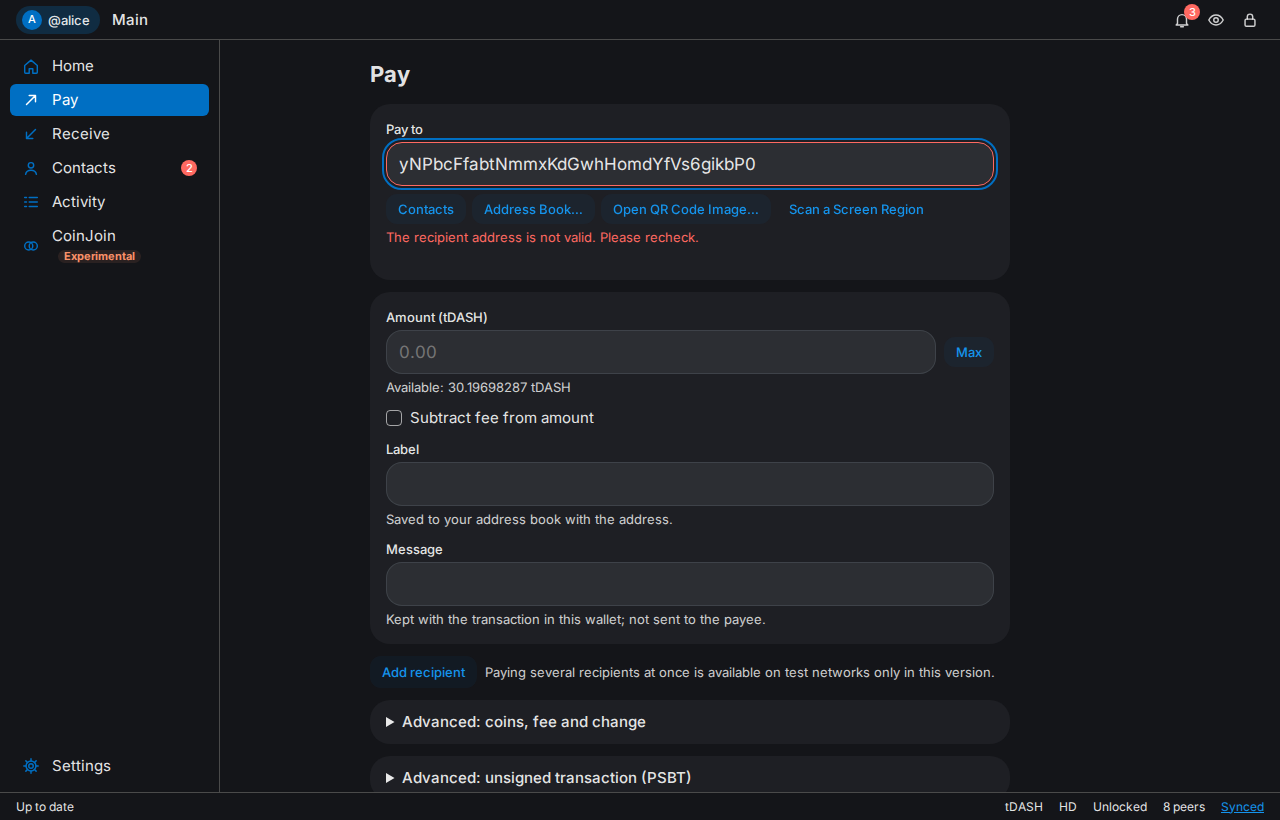 A @alice Main 3
Home
Pay
Receive
Contacts 2
Activity
CoinJoin
Experimental
Settings
Pay
Pay to
yNPbcFfabtNmmxKdGwhHomdYfVs6gikbP0
Contacts Address Book... Open QR Code Image... Scan a Screen Region
The recipient address is not valid. Please recheck.
Amount (tDASH)
0.00 Max
Available: 30.19698287 tDASH
Subtract fee from amount
Label
Saved to your address book with the address.
Message
Kept with the transaction in this wallet; not sent to the payee.
Add recipient Paying several recipients at once is available on test networks only in this version.
Advanced: coins, fee and change
Advanced: unsigned transaction (PSBT)
Up to date tDASH HD Unlocked 8 peers Synced